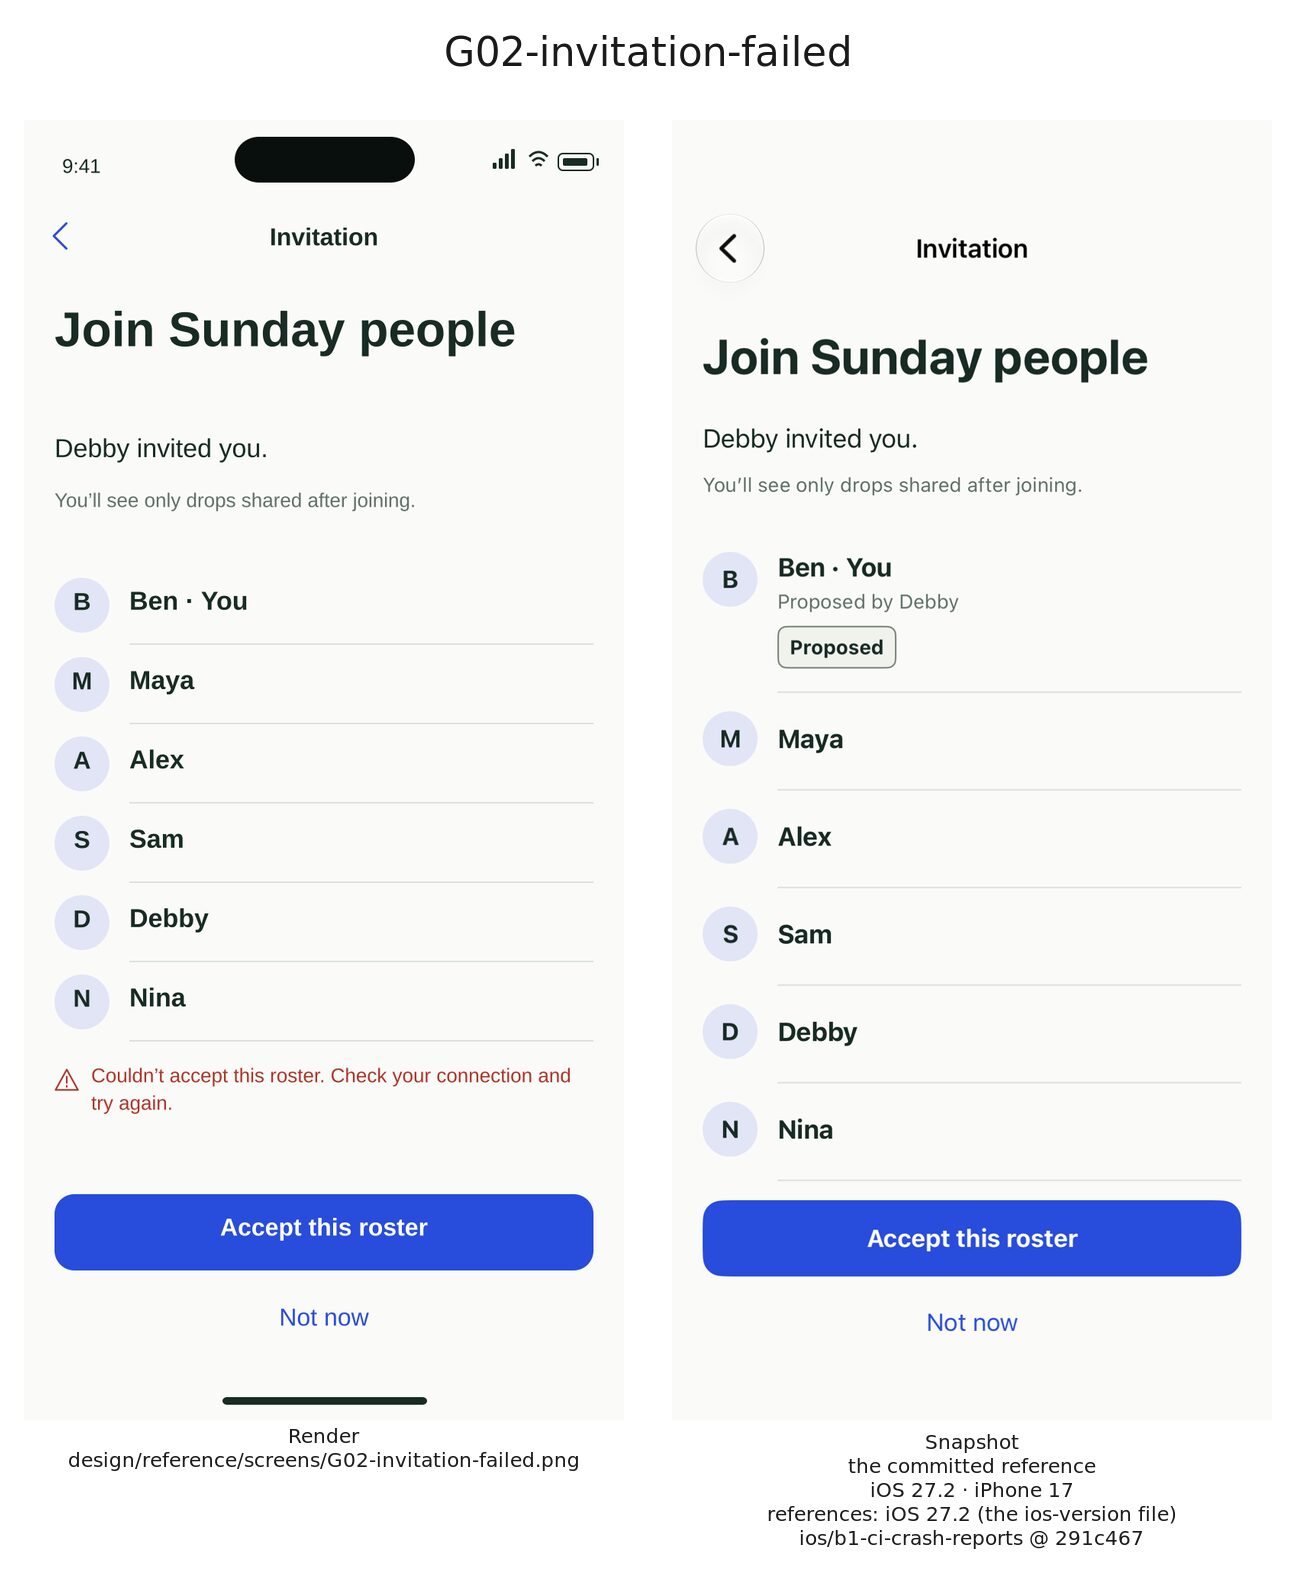 G02-invitation-failed
9:41
Invitation
Join Sunday people
Debby invited you.
You’ll see only drops shared after joining.
B Ben · You
M Maya
A Alex
S Sam
D Debby
N Nina
Couldn’t accept this roster. Check your connection and
try again.
Accept this roster
Not now
Render
design/reference/screens/G02-invitation-failed.png
Invitation
Join Sunday people
Debby invited you.
You’ll see only drops shared after joining.
B Ben · You
Proposed by Debby
Proposed
M Maya
A Alex
S Sam
D Debby
N Nina
Accept this roster
Not now
Snapshot
the committed reference
iOS 27.2 · iPhone 17
references: iOS 27.2 (the ios-version file)
ios/b1-ci-crash-reports @ 291c467